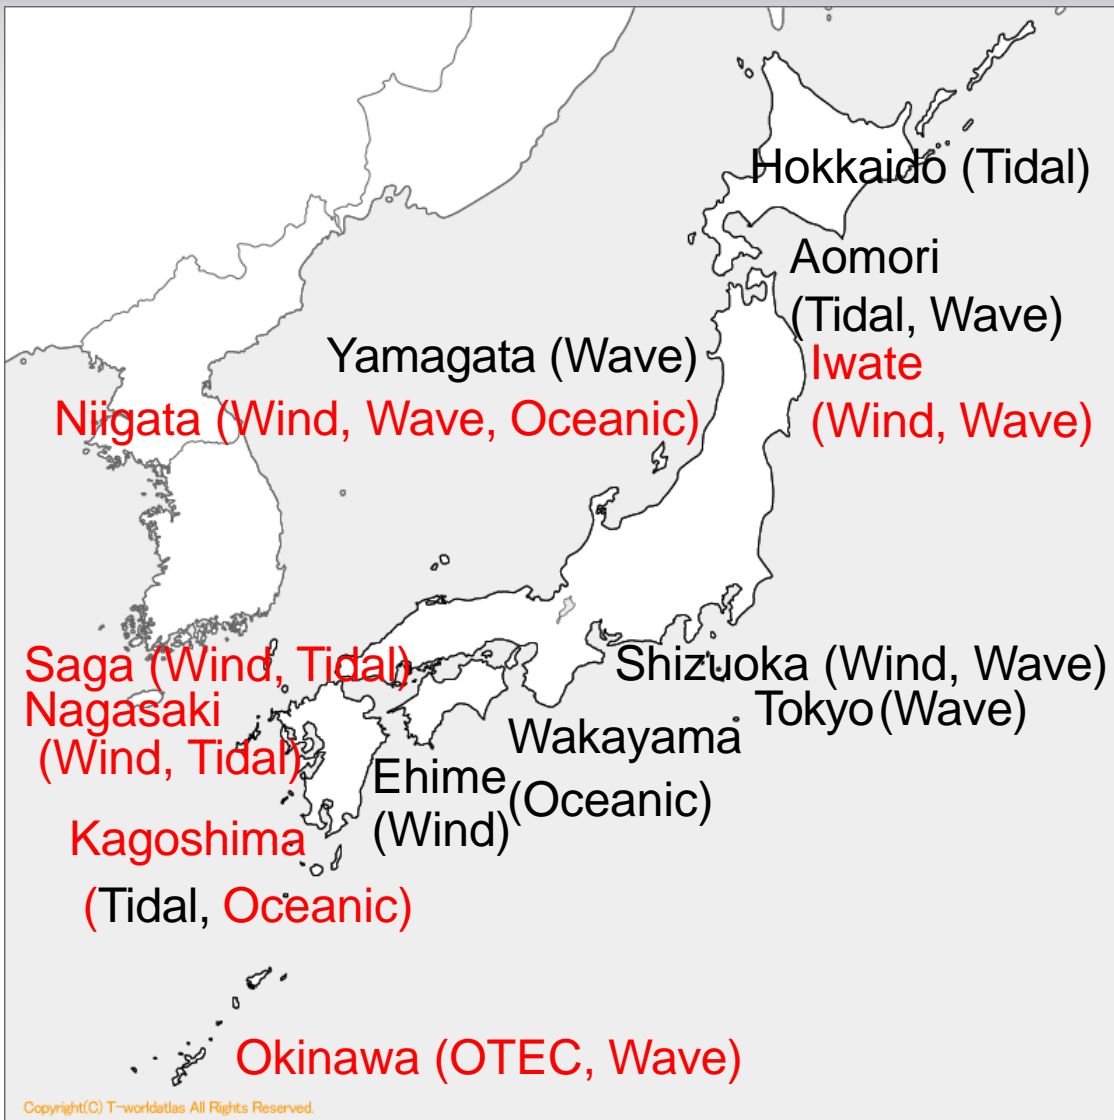 Hokkaido (Tidal)
Aomori
(Tidal, Wave)
Yamagata (Wave)
Iwate
(Wind, Wave)
Niigata (Wind, Wave, Oceanic)
Saga (Wind, Tidal)
Nagasaki
(Wind, Tidal)
Shizuoka (Wind, Wave)
Tokyo (Wave)
Wakayama
(Oceanic)
Ehime
(Wind)
Kagoshima
(Tidal, Oceanic)
Okinawa (OTEC, Wave)
Copyright(C) T-worldatlas All Rights Reserved.